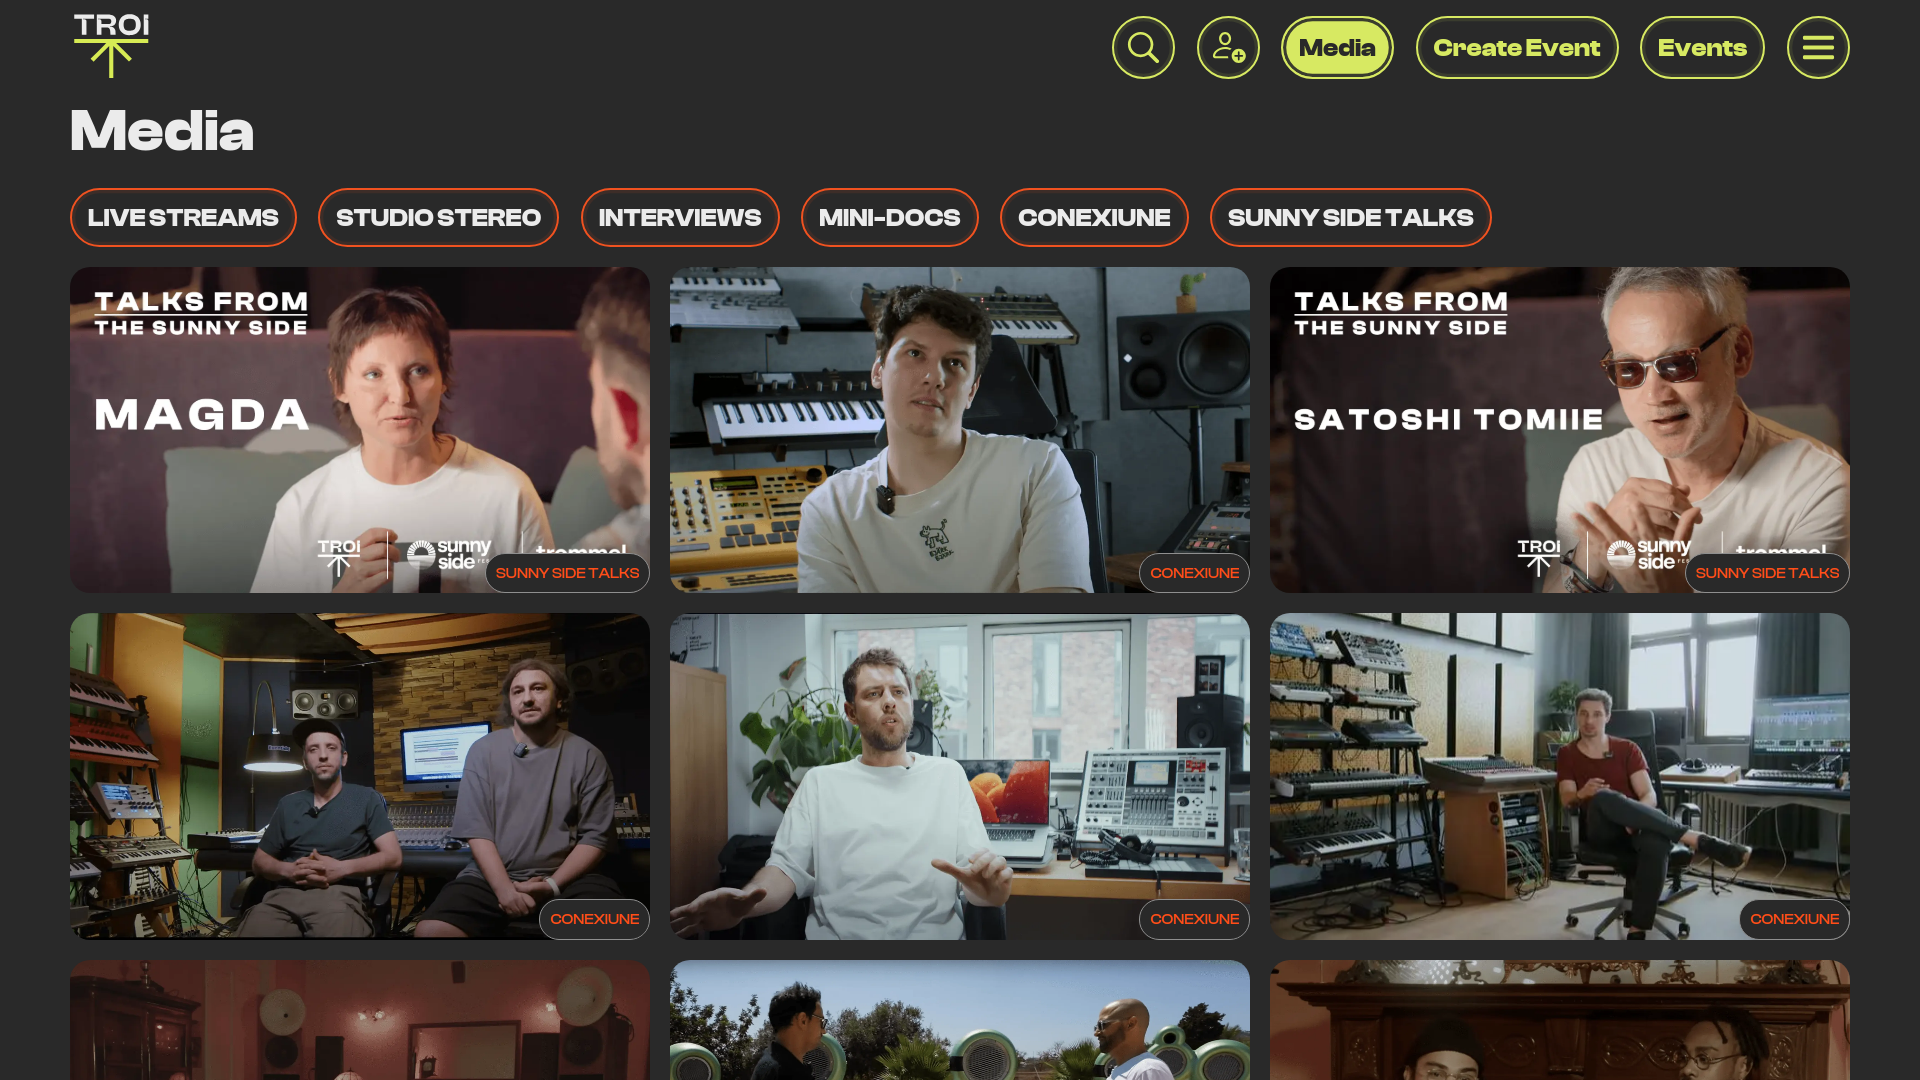 TROi
Media
Create Event
Events
Media
LIVE STREAMS
STUDIO STEREO
INTERVIEWS
MINI-DOCS
CONEXIUNE
SUNNY SIDE TALKS
TALKS FROM
THE SUNNY SIDE
MAGDA
TROi
sunny
side
trommel
SUNNY SIDE TALKS
CONEXIUNE
TALKS FROM
THE SUNNY SIDE
SATOSHI TOMIIE
TROi
sunny
side
trommel
SUNNY SIDE TALKS
CONEXIUNE
CONEXIUNE
CONEXIUNE